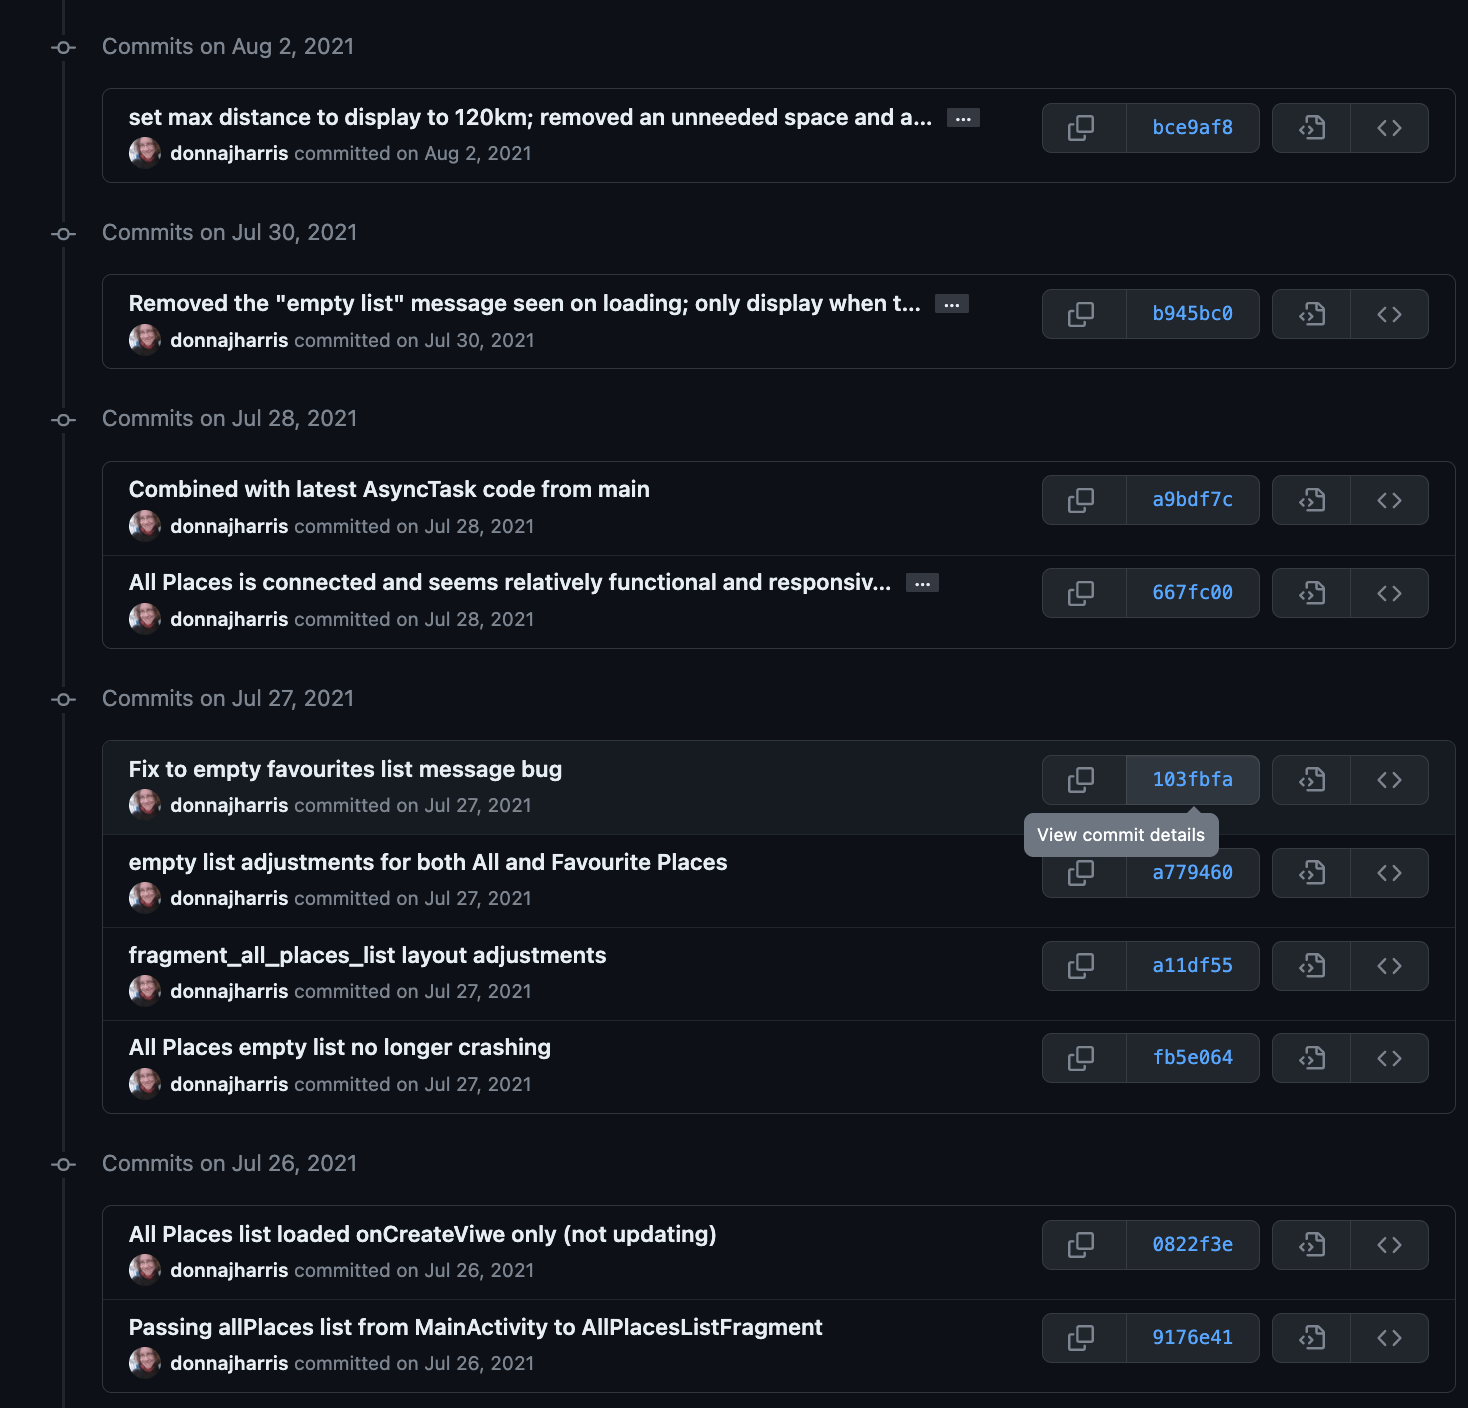 Commits on Aug 2, 2021
set max distance to display to 120km; removed an unneeded space and a... …
bce9af8
donnajharris committed on Aug 2, 2021
Commits on Jul 30, 2021
Removed the "empty list" message seen on loading; only display when t... …
b945bc0
donnajharris committed on Jul 30, 2021
Commits on Jul 28, 2021
Combined with latest AsyncTask code from main
a9bdf7c
donnajharris committed on Jul 28, 2021
All Places is connected and seems relatively functional and responsiv... …
667fc00
donnajharris committed on Jul 28, 2021
Commits on Jul 27, 2021
Fix to empty favourites list message bug
103fbfa
donnajharris committed on Jul 27, 2021
View commit details
empty list adjustments for both All and Favourite Places
a779460
donnajharris committed on Jul 27, 2021
fragment_all_places_list layout adjustments
a11df55
donnajharris committed on Jul 27, 2021
All Places empty list no longer crashing
fb5e064
donnajharris committed on Jul 27, 2021
Commits on Jul 26, 2021
All Places list loaded onCreateViwe only (not updating)
0822f3e
donnajharris committed on Jul 26, 2021
Passing allPlaces list from MainActivity to AllPlacesListFragment
9176e41
donnajharris committed on Jul 26, 2021